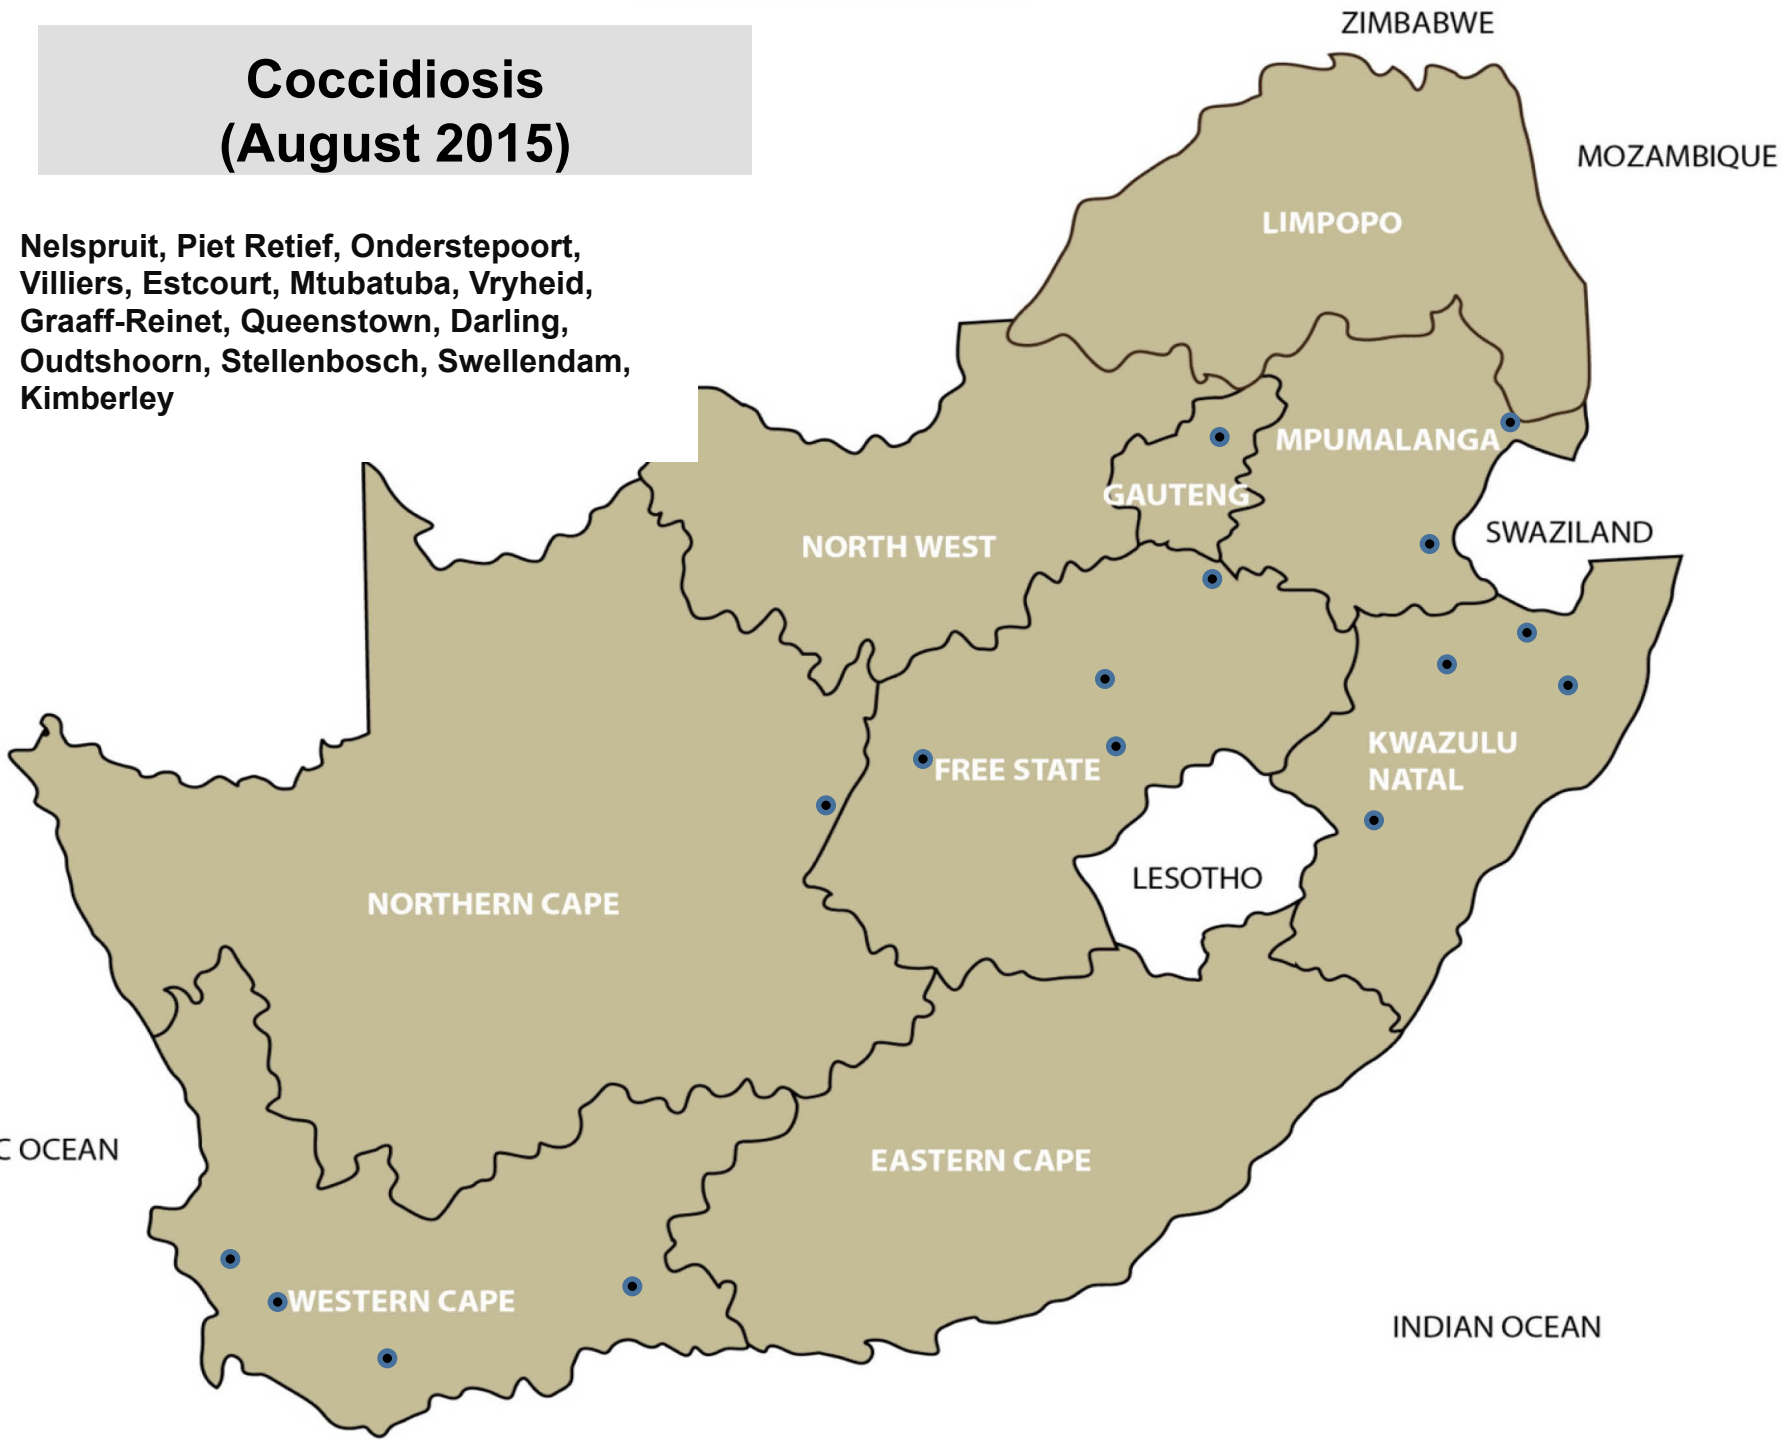 Coccidiosis
(August 2015)
Nelspruit, Piet Retief, Onderstepoort,
Villiers, Estcourt, Mtubatuba, Vryheid,
Graaff-Reinet, Queenstown, Darling,
Oudtshoorn, Stellenbosch, Swellendam,
Kimberley
ZIMBABWE
MOZAMBIQUE
LIMPOPO
MPUMALANGA
GAUTENG
SWAZILAND
NORTH WEST
KWAZULU
NATAL
FREE STATE
LESOTHO
NORTHERN CAPE
C OCEAN
EASTERN CAPE
WESTERN CAPE
INDIAN OCEAN